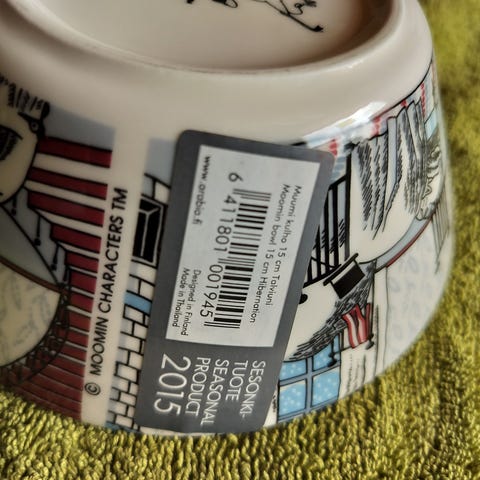 Muumi kulho 15 cm Talviuni
Moomin bowl 15 cm Hibernation
6 411801 001945
Designed in Finland
Made in Thailand
www.arabia.fi
SESONKI-
TUOTE
SEASONAL
PRODUCT
2015
© MOOMIN CHARACTERS TM